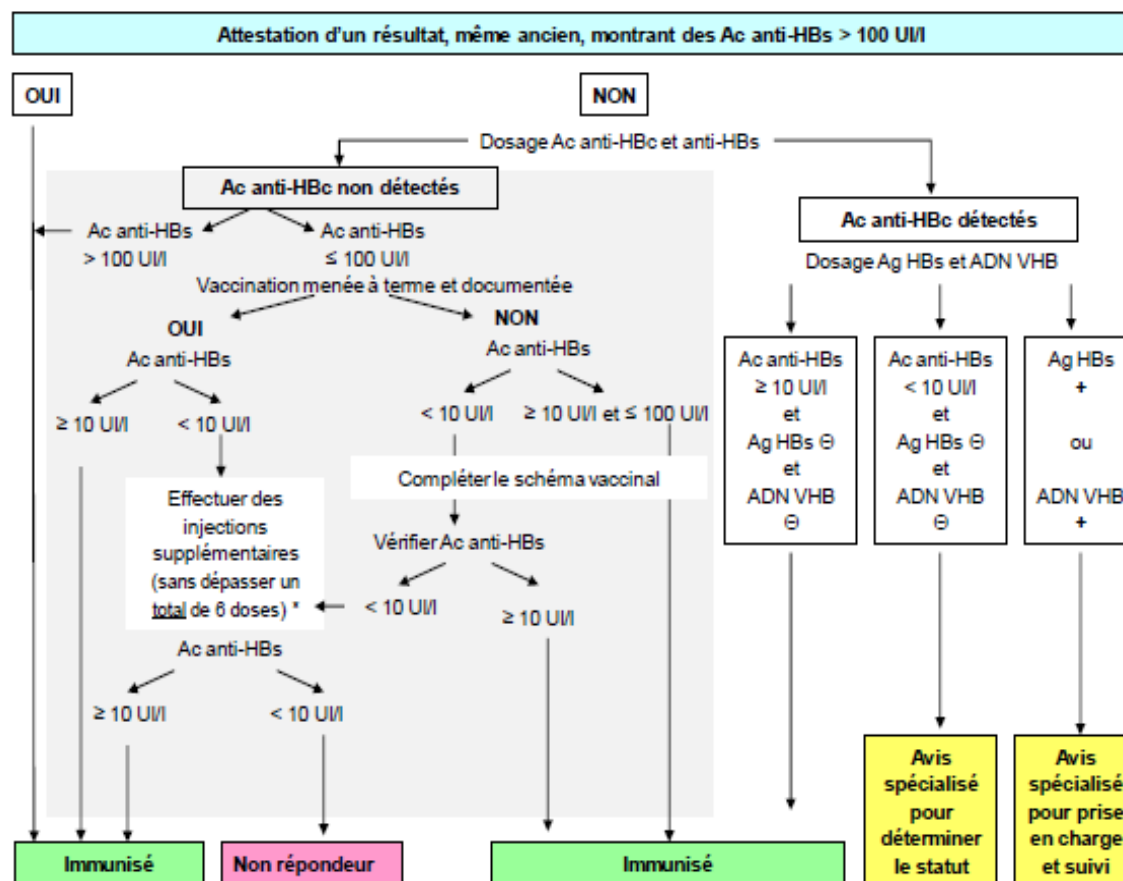 Attestation d'un résultat, même ancien, montrant des Ac anti-HBs > 100 UI/l
OUI
NON
Dosage Ac anti-HBc et anti-HBs
Ac anti-HBc non détectés
Ac anti-HBs
> 100 UI/l
Ac anti-HBs
≤ 100 UI/l
Vaccination menée à terme et documentée
OUI
Ac anti-HBs
≥ 10 UI/l
< 10 UI/l
NON
Ac anti-HBs
< 10 UI/l
≥ 10 UI/l et ≤ 100 UI/l
Effectuer des
injections
supplémentaires
(sans dépasser un
total de 6 doses) *
Compléter le schéma vaccinal
Vérifier Ac anti-HBs
< 10 UI/l
≥ 10 UI/l
Ac anti-HBs
≥ 10 UI/l
< 10 UI/l
Ac anti-HBc détectés
Dosage Ag HBs et ADN VHB
Ac anti-HBs
≥ 10 UI/l
et
Ag HBs ⊖
et
ADN VHB
⊖
Ac anti-HBs
< 10 UI/l
et
Ag HBs ⊖
et
ADN VHB
⊖
Ag HBs
+
ou
ADN VHB
+
Immunisé
Non répondeur
Immunisé
Avis
spécialisé
pour
déterminer
le statut
Avis
spécialisé
pour prise
en charge
et suivi